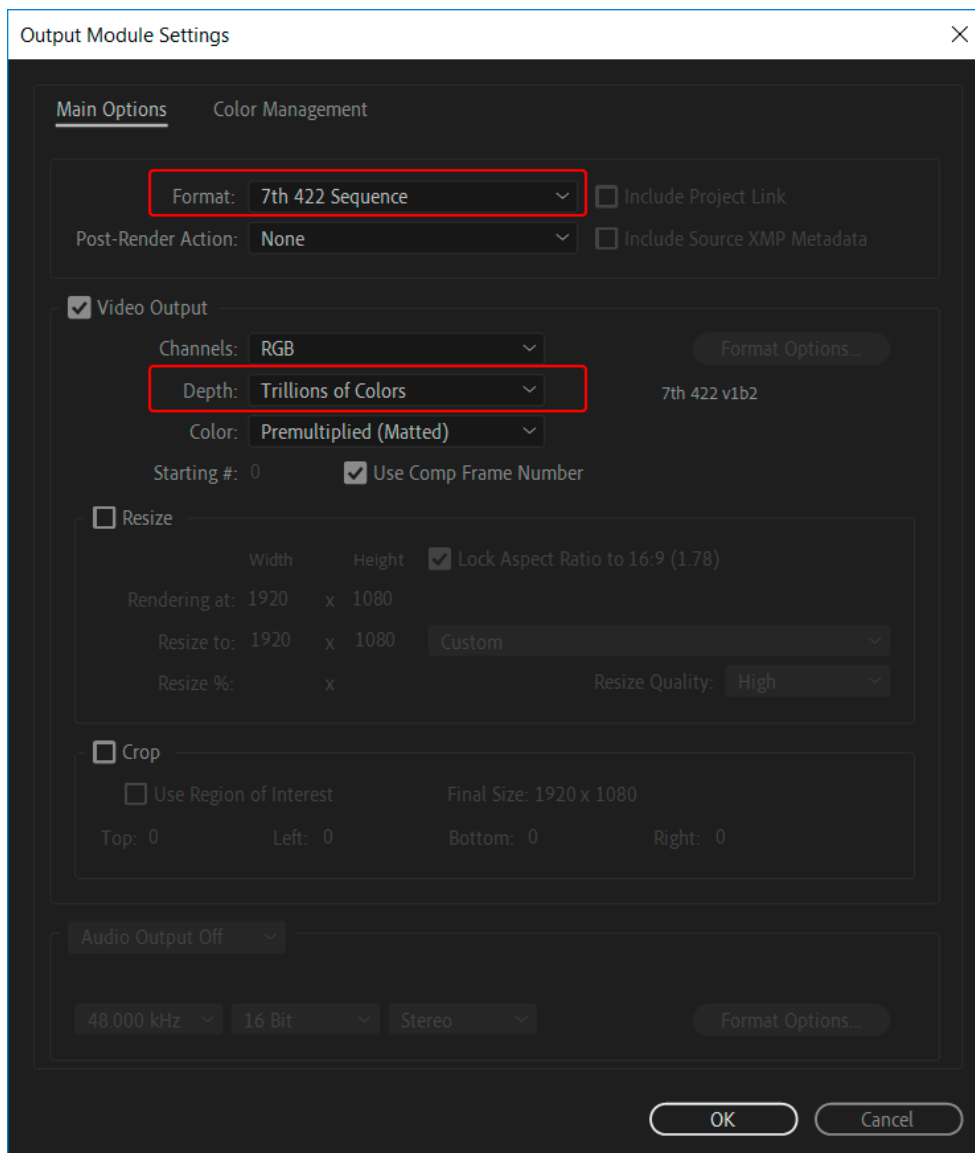 Output Module Settings
Main Options Color Management
Format: 7th 422 Sequence Include Project Link
Post-Render Action: None Include Source XMP Metadata
Video Output
Channels: RGB Format Options...
Depth: Trillions of Colors 7th 422 v1b2
Color: Premultiplied (Matted)
Starting #: 0 Use Comp Frame Number
Resize
Width Height Lock Aspect Ratio to 16:9 (1.78)
Rendering at: 1920 x 1080
Resize to: 1920 x 1080 Custom
Resize %: x Resize Quality: High
Crop
Use Region of Interest Final Size: 1920 x 1080
Top: 0 Left: 0 Bottom: 0 Right: 0
Audio Output Off
48.000 kHz 16 Bit Stereo Format Options...
OK Cancel